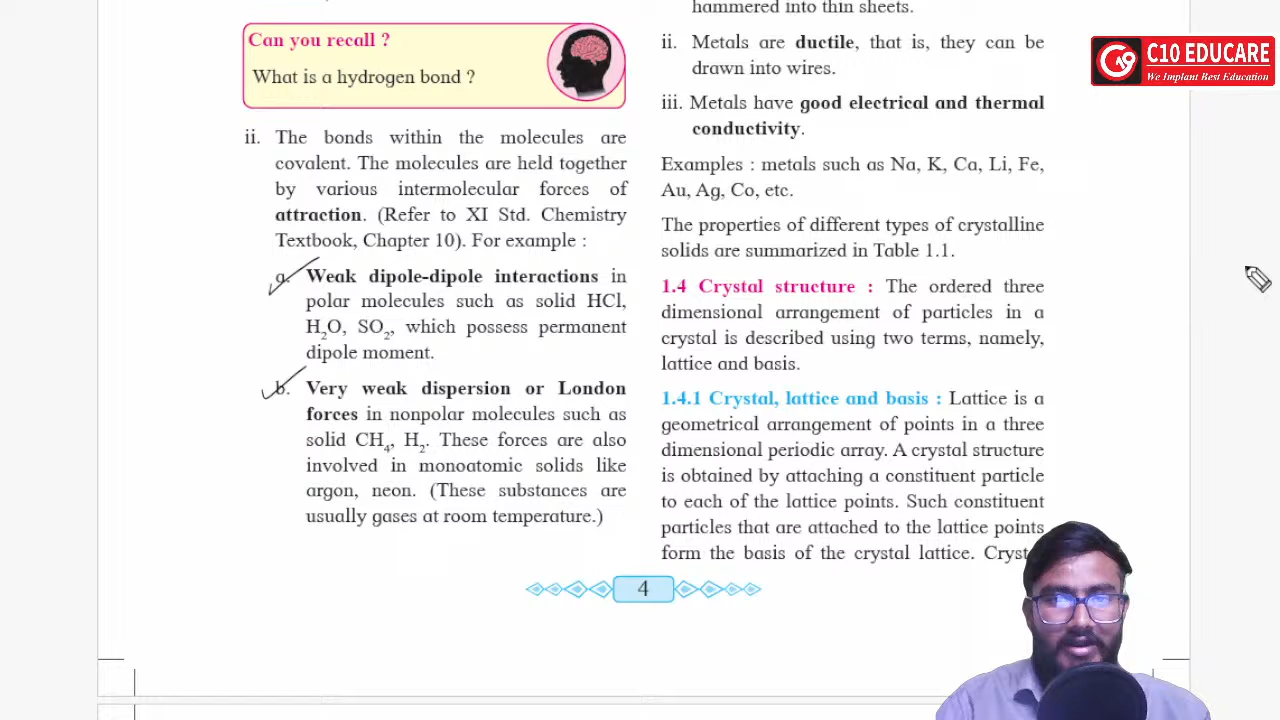 Can you recall ?
What is a hydrogen bond ?
ii. The bonds within the molecules are
covalent. The molecules are held together
by various intermolecular forces of
attraction. (Refer to XI Std. Chemistry
Textbook, Chapter 10). For example :
a. Weak dipole-dipole interactions in
polar molecules such as solid HCl,
H₂O, SO₂, which possess permanent
dipole moment.
b. Very weak dispersion or London
forces in nonpolar molecules such as
solid CH₄, H₂. These forces are also
involved in monoatomic solids like
argon, neon. (These substances are
usually gases at room temperature.)
hammered into thin sheets.
ii. Metals are ductile, that is, they can be
drawn into wires.
iii. Metals have good electrical and thermal
conductivity.
Examples : metals such as Na, K, Ca, Li, Fe,
Au, Ag, Co, etc.
The properties of different types of crystalline
solids are summarized in Table 1.1.
1.4 Crystal structure : The ordered three
dimensional arrangement of particles in a
crystal is described using two terms, namely,
lattice and basis.
1.4.1 Crystal, lattice and basis : Lattice is a
geometrical arrangement of points in a three
dimensional periodic array. A crystal structure
is obtained by attaching a constituent particle
to each of the lattice points. Such constituent
particles that are attached to the lattice points
form the basis of the crystal lattice.
4
C10 EDUCARE
We Implant Best Education